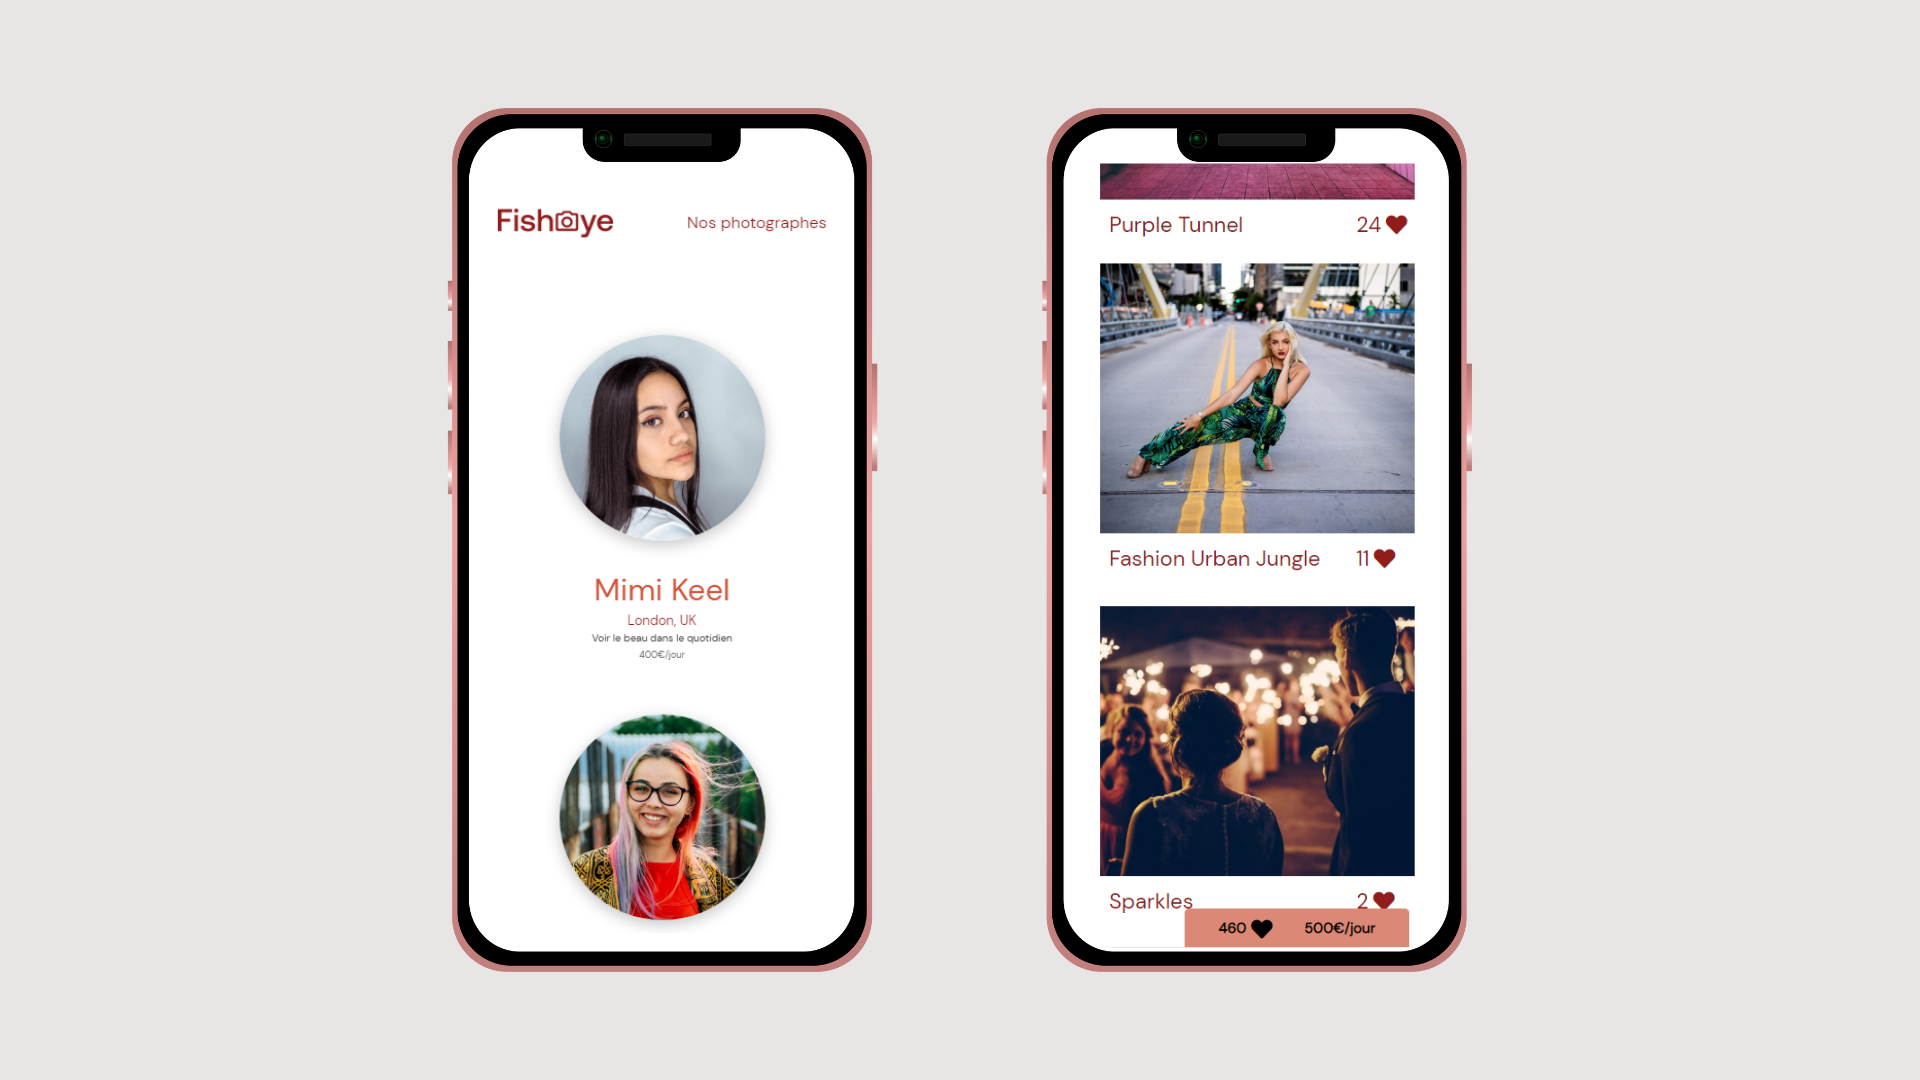 Fisheye
Nos photographes
Mimi Keel
London, UK
Voir le beau dans le quotidien
400€/jour
Purple Tunnel 24
Fashion Urban Jungle 11
Sparkles 2
460 500€/jour